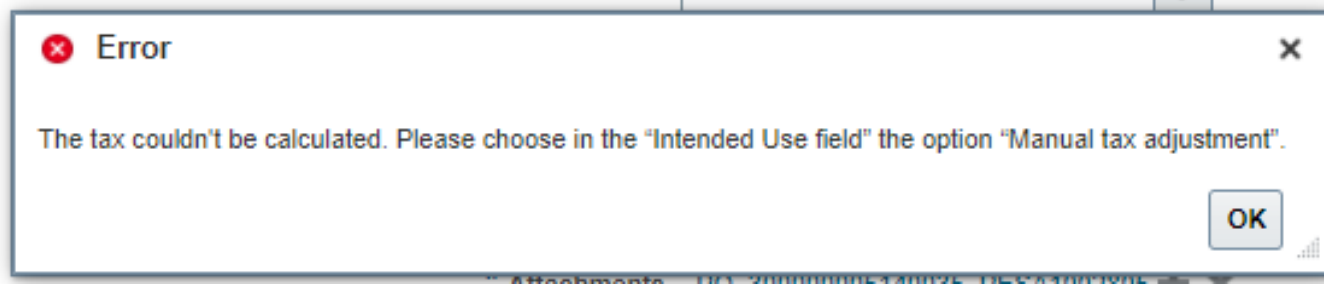 Error
The tax couldn't be calculated. Please choose in the “Intended Use field” the option “Manual tax adjustment”.
OK
Attachments